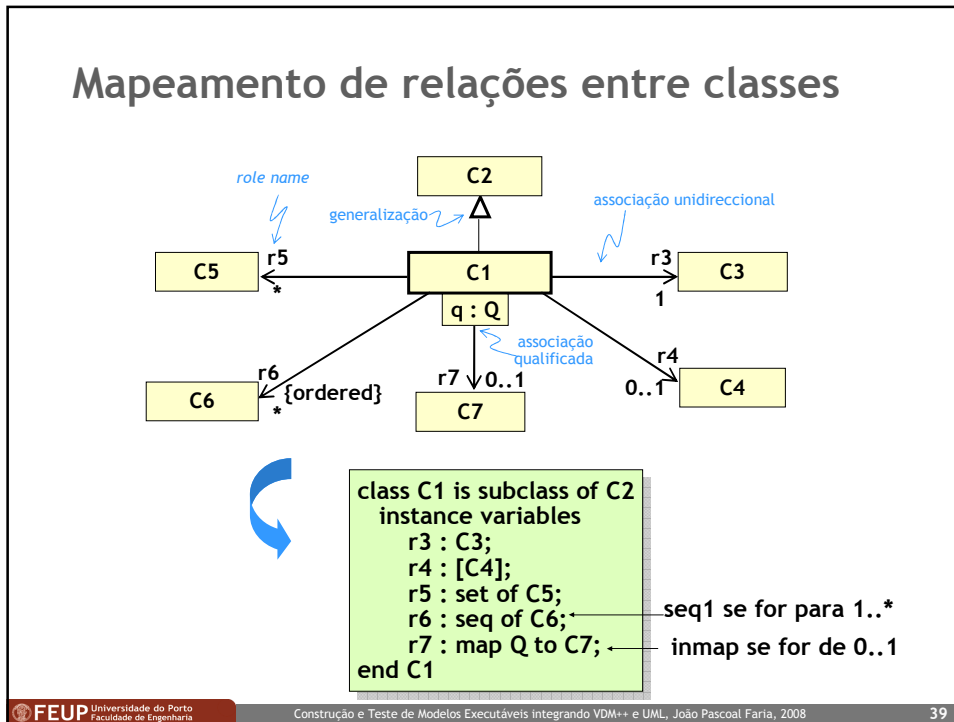 Mapeamento de relações entre classes
C2
role name
generalização
associação unidireccional
r5
C5
*
C1
r3
C3
1
q : Q
associação
qualificada
r6
{ordered}
*
C6
r7
0..1
C7
r4
0..1
C4
class C1 is subclass of C2
instance variables
r3 : C3;
r4 : [C4];
r5 : set of C5;
r6 : seq of C6;
seq1 se for para 1..*
r7 : map Q to C7;
inmap se for de 0..1
end C1
FEUP Universidade do Porto
Faculdade de Engenharia
Construção e Teste de Modelos Executáveis integrando VDM++ e UML, João Pascoal Faria, 2008
39